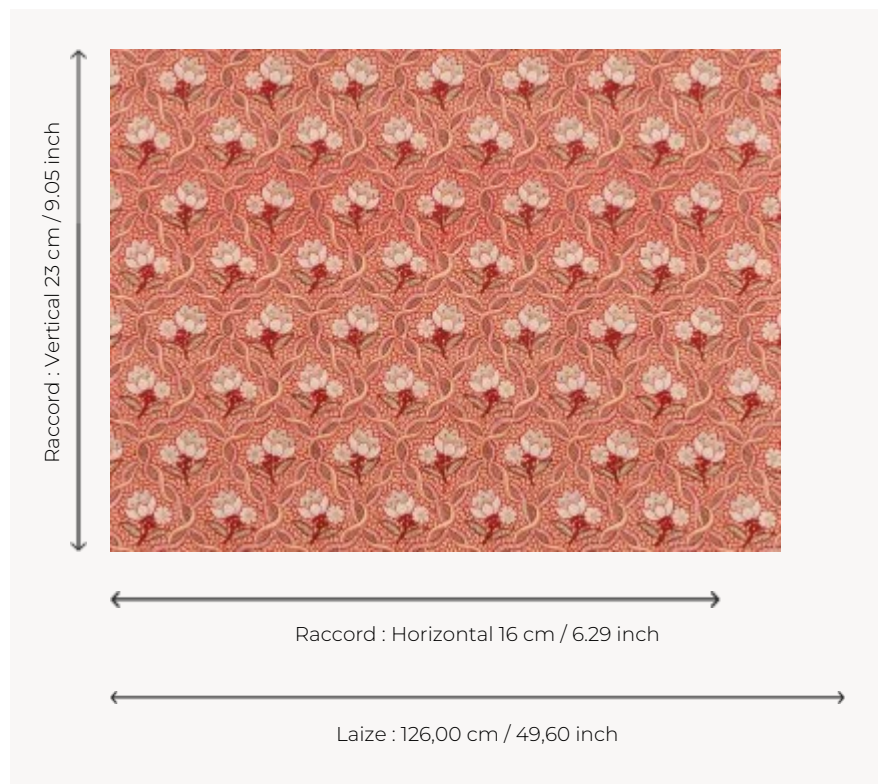 Raccord : Vertical 23 cm / 9.05 inch
Raccord : Horizontal 16 cm / 6.29 inch
Laize : 126,00 cm / 49,60 inch